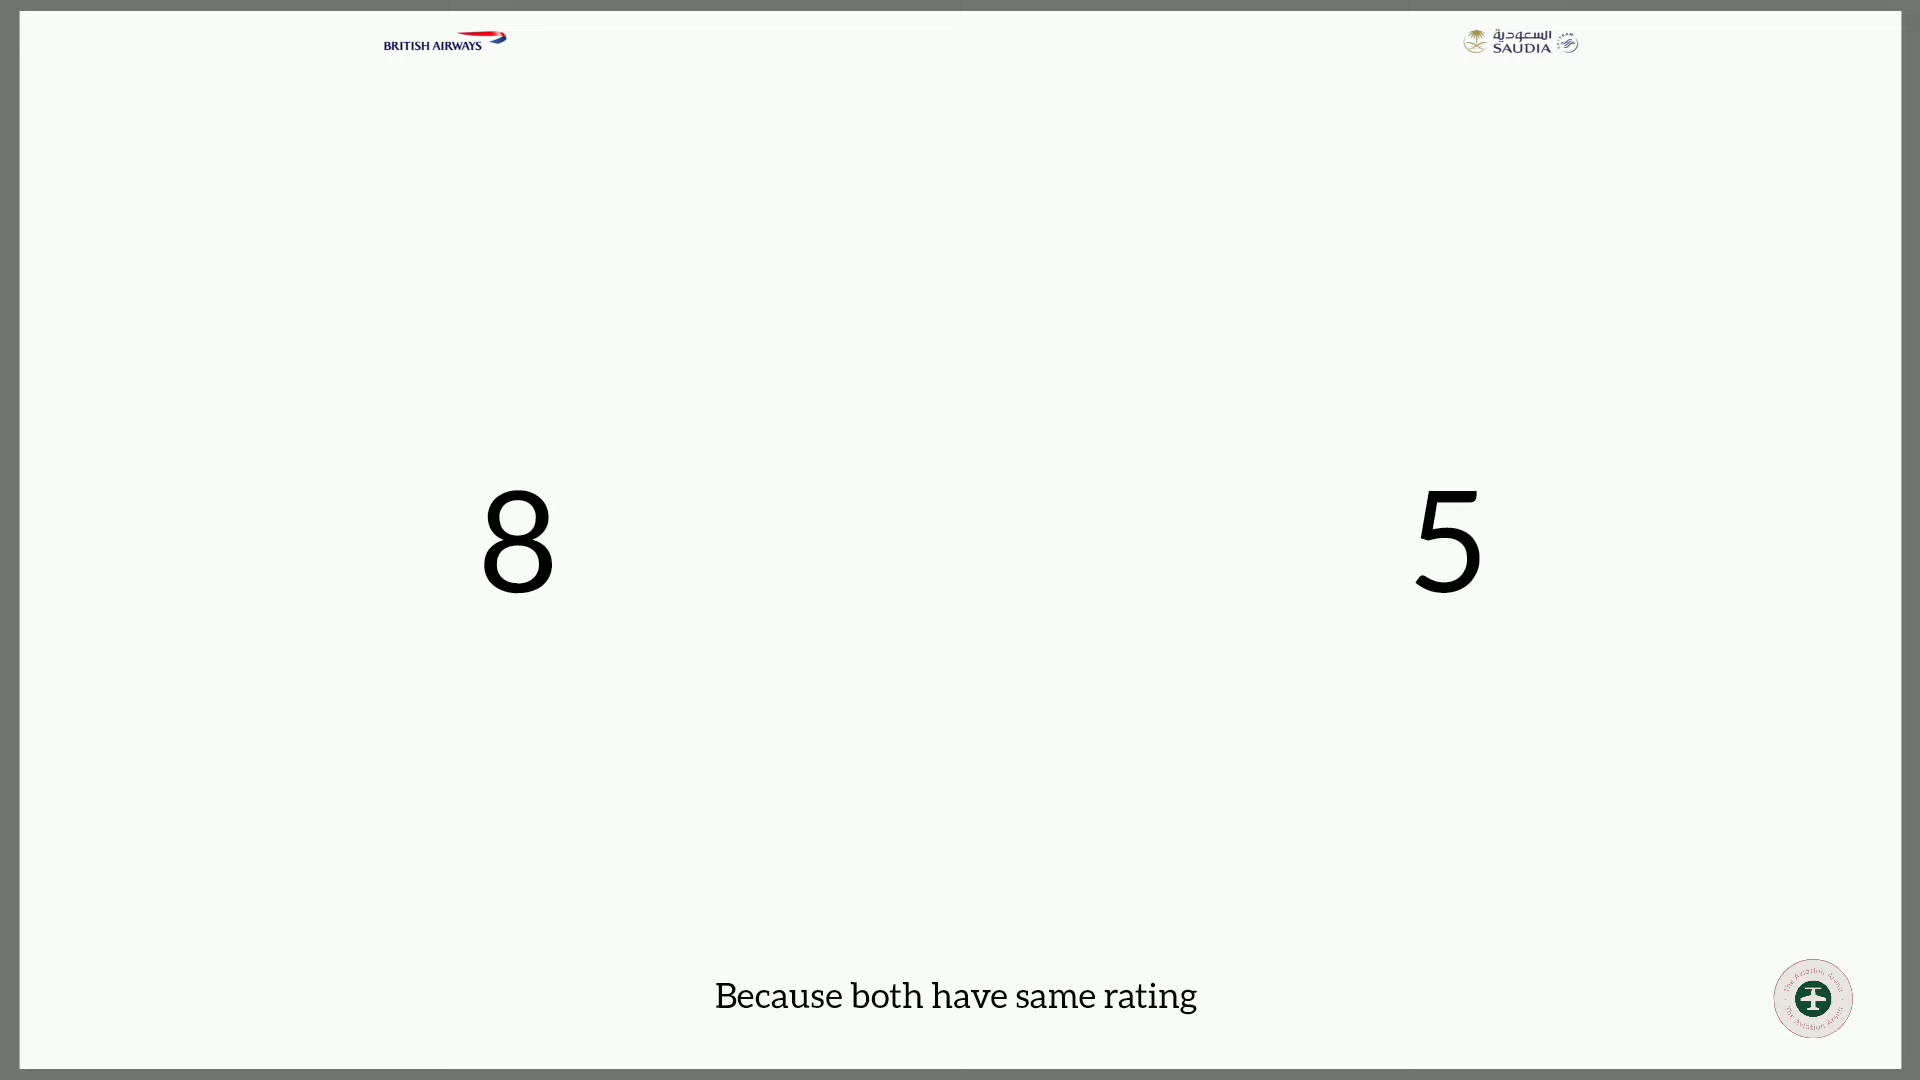 BRITISH AIRWAYS
السعودية
SAUDIA
8
5
Because both have same rating